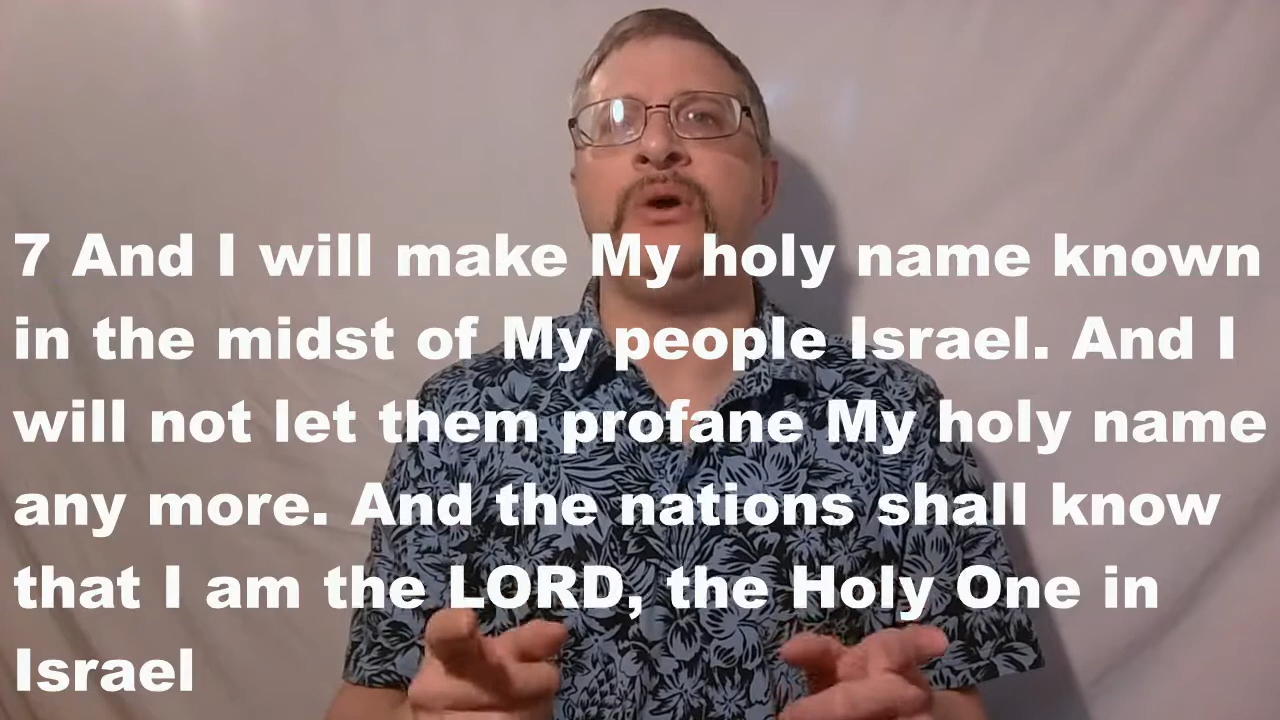 7 And I will make My holy name known
in the midst of My people Israel. And I
will not let them profane My holy name
any more. And the nations shall know
that I am the LORD, the Holy One in
Israel